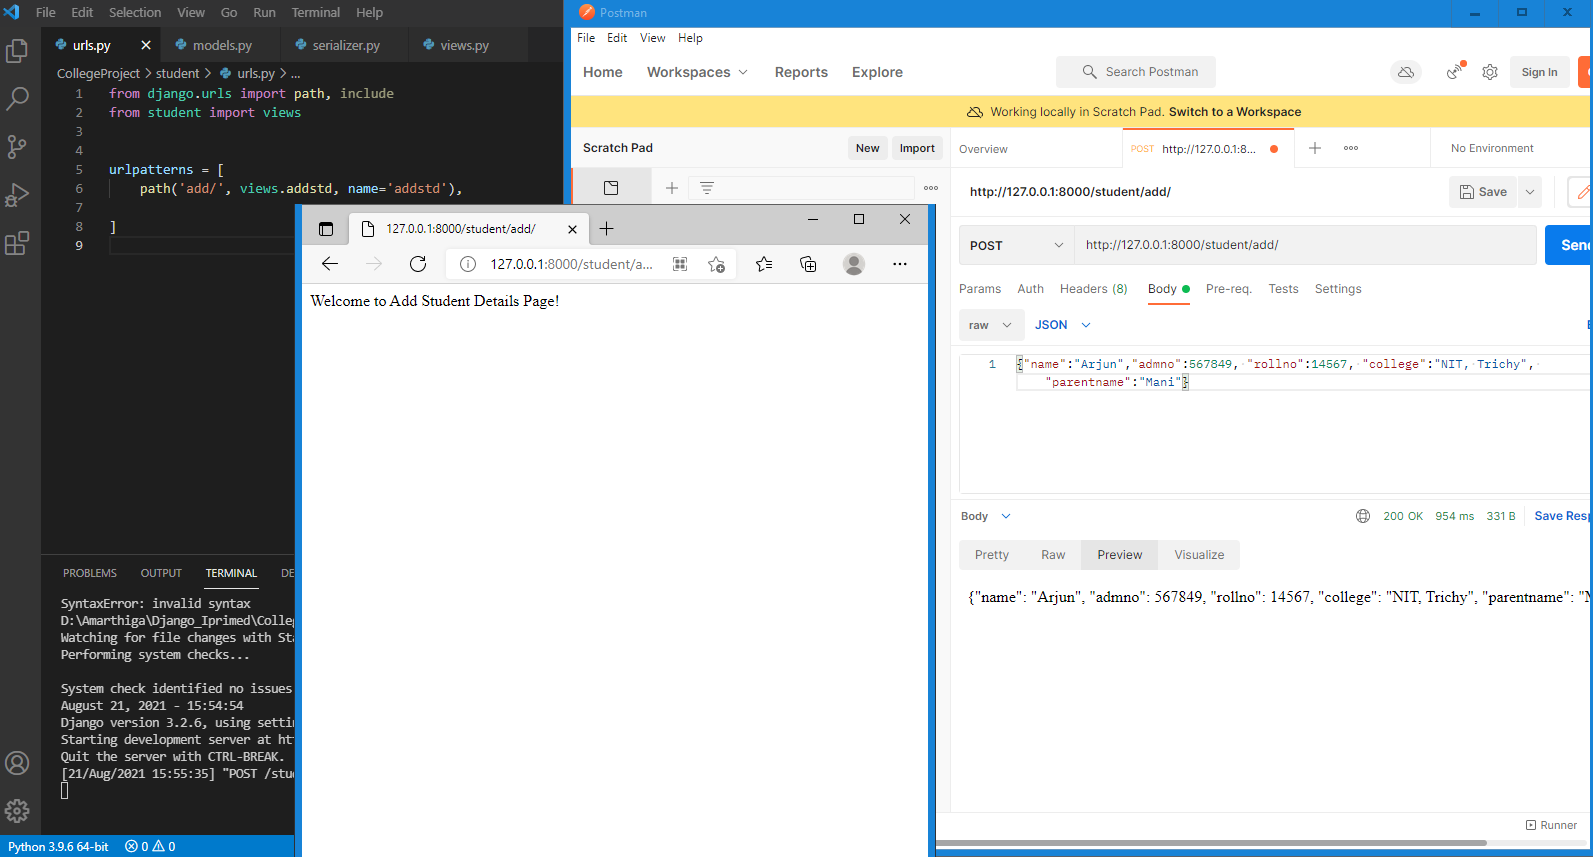 File Edit Selection View Go Run Terminal Help
urls.py models.py serializer.py views.py
CollegeProject > student > urls.py > ...
1 from django.urls import path, include
2 from student import views
3
4
5 urlpatterns = [
6 path('add/', views.addstd, name='addstd'),
7
8 ]
9
PROBLEMS OUTPUT TERMINAL DE
SyntaxError: invalid syntax
D:\Amarthiga\Django_Iprimed\Colleg
Watching for file changes with Sta
Performing system checks...
System check identified no issues
August 21, 2021 - 15:54:54
Django version 3.2.6, using settin
Starting development server at ht
Quit the server with CTRL-BREAK.
[21/Aug/2021 15:55:35] "POST /stud
Python 3.9.6 64-bit 0 0
127.0.0.1:8000/student/add/
127.0.0.1:8000/student/a...
Welcome to Add Student Details Page!
Postman
File Edit View Help
Home Workspaces Reports Explore Search Postman Sign In
Working locally in Scratch Pad. Switch to a Workspace
Scratch Pad New Import
Overview POST http://127.0.0.1:8... No Environment
http://127.0.0.1:8000/student/add/ Save
POST http://127.0.0.1:8000/student/add/ Send
Params Auth Headers (8) Body Pre-req. Tests Settings
raw JSON
1 {"name":"Arjun","admno":567849, "rollno":14567, "college":"NIT, Trichy",
"parentname":"Mani"}
Body 200 OK 954 ms 331 B Save Resp
Pretty Raw Preview Visualize
{"name": "Arjun", "admno": 567849, "rollno": 14567, "college": "NIT, Trichy", "parentname": "M
Runner